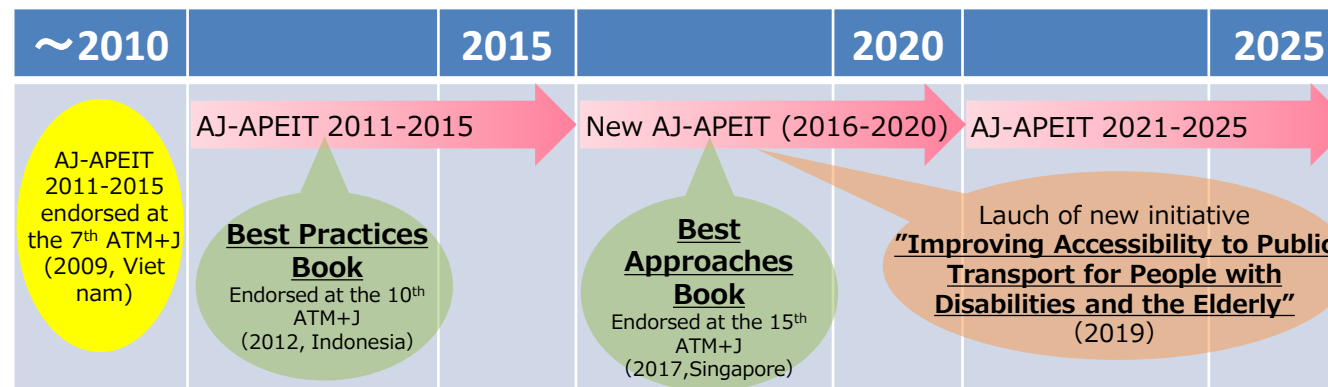 ～2010
2015
2020
2025
AJ-APEIT
2011-2015
endorsed at
the 7th ATM+J
(2009, Viet
nam)
AJ-APEIT 2011-2015
Best Practices
Book
Endorsed at the 10th
ATM+J
（2012, Indonesia）
New AJ-APEIT (2016-2020)
Best
Approaches
Book
Endorsed at the 15th
ATM+J
（2017,Singapore）
AJ-APEIT 2021-2025
Lauch of new initiative
”Improving Accessibility to Public
Transport for People with
Disabilities and the Elderly”
（2019）